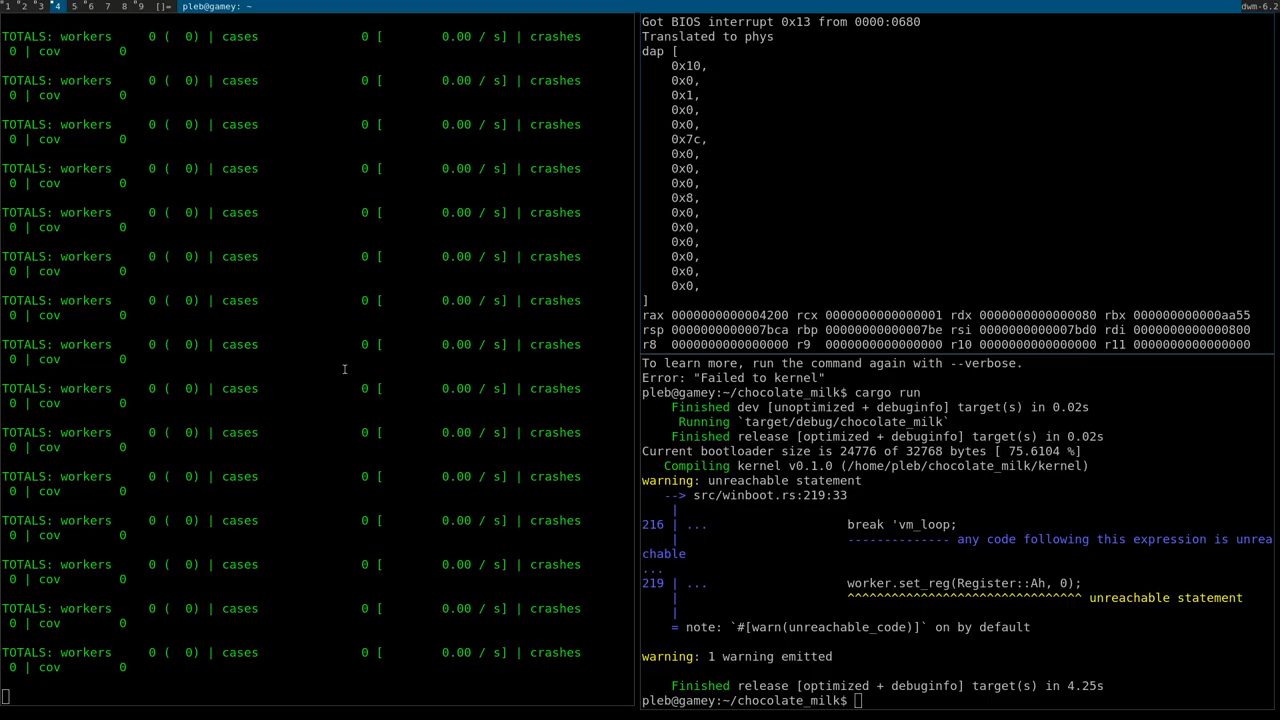 1 2 3 4 5 6 7 8 9 []= pleb@gamey: ~ dwm-6.2
TOTALS: workers 0 ( 0) | cases 0 [ 0.00 / s] | crashes
0 | cov 0
TOTALS: workers 0 ( 0) | cases 0 [ 0.00 / s] | crashes
0 | cov 0
TOTALS: workers 0 ( 0) | cases 0 [ 0.00 / s] | crashes
0 | cov 0
TOTALS: workers 0 ( 0) | cases 0 [ 0.00 / s] | crashes
0 | cov 0
TOTALS: workers 0 ( 0) | cases 0 [ 0.00 / s] | crashes
0 | cov 0
TOTALS: workers 0 ( 0) | cases 0 [ 0.00 / s] | crashes
0 | cov 0
TOTALS: workers 0 ( 0) | cases 0 [ 0.00 / s] | crashes
0 | cov 0
TOTALS: workers 0 ( 0) | cases 0 [ 0.00 / s] | crashes
0 | cov 0
TOTALS: workers 0 ( 0) | cases 0 [ 0.00 / s] | crashes
0 | cov 0
TOTALS: workers 0 ( 0) | cases 0 [ 0.00 / s] | crashes
0 | cov 0
TOTALS: workers 0 ( 0) | cases 0 [ 0.00 / s] | crashes
0 | cov 0
TOTALS: workers 0 ( 0) | cases 0 [ 0.00 / s] | crashes
0 | cov 0
TOTALS: workers 0 ( 0) | cases 0 [ 0.00 / s] | crashes
0 | cov 0
TOTALS: workers 0 ( 0) | cases 0 [ 0.00 / s] | crashes
0 | cov 0
TOTALS: workers 0 ( 0) | cases 0 [ 0.00 / s] | crashes
0 | cov 0
Got BIOS interrupt 0x13 from 0000:0680
Translated to phys
dap [
0x10,
0x0,
0x1,
0x0,
0x0,
0x7c,
0x0,
0x0,
0x0,
0x8,
0x0,
0x0,
0x0,
0x0,
0x0,
0x0,
]
rax 0000000000004200 rcx 0000000000000001 rdx 0000000000000080 rbx 000000000000aa55
rsp 0000000000007bca rbp 00000000000007be rsi 0000000000007bd0 rdi 0000000000000800
r8 0000000000000000 r9 0000000000000000 r10 0000000000000000 r11 0000000000000000
To learn more, run the command again with --verbose.
Error: "Failed to kernel"
pleb@gamey:~/chocolate_milk$ cargo run
Finished dev [unoptimized + debuginfo] target(s) in 0.02s
Running `target/debug/chocolate_milk`
Finished release [optimized + debuginfo] target(s) in 0.02s
Current bootloader size is 24776 of 32768 bytes [ 75.6104 %]
Compiling kernel v0.1.0 (/home/pleb/chocolate_milk/kernel)
warning: unreachable statement
--> src/winboot.rs:219:33
|
216 | ... break 'vm_loop;
| -------------- any code following this expression is unrea
chable
...
219 | ... worker.set_reg(Register::Ah, 0);
| ^^^^^^^^^^^^^^^^^^^^^^^^^^^^^^^^ unreachable statement
|
= note: `#[warn(unreachable_code)]` on by default
warning: 1 warning emitted
Finished release [optimized + debuginfo] target(s) in 4.25s
pleb@gamey:~/chocolate_milk$